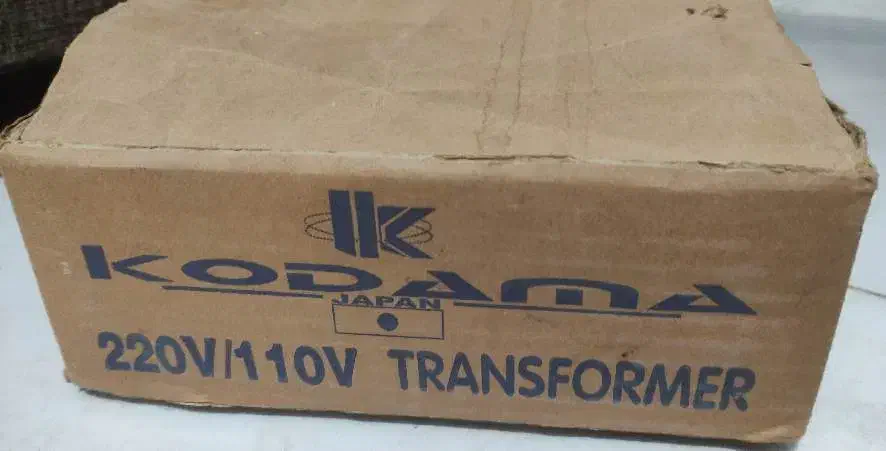 K
KODAMA
JAPAN
220V/110V TRANSFORMER